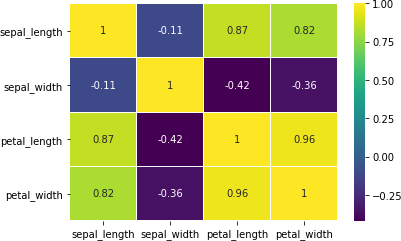 1.00
sepal_length 1 -0.11 0.87 0.82
0.75
0.50
sepal_width -0.11 1 -0.42 -0.36
0.25
petal_length 0.87 -0.42 1 0.96
0.00
petal_width 0.82 -0.36 0.96 1
−0.25
sepal_length sepal_width petal_length petal_width